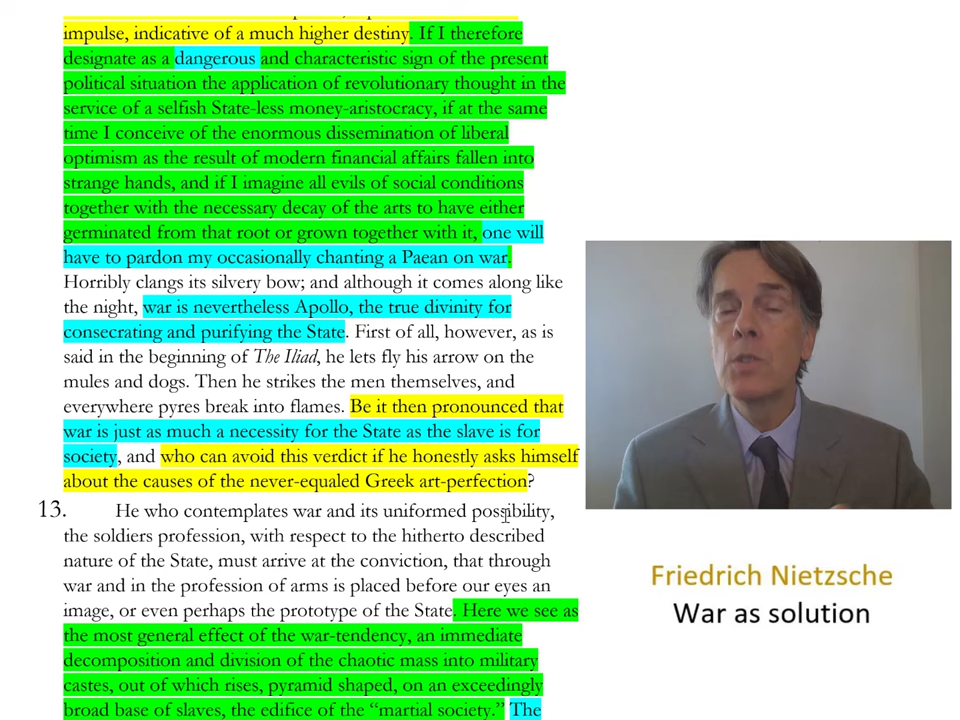 impulse, indicative of a much higher destiny. If I therefore
designate as a dangerous and characteristic sign of the present
political situation the application of revolutionary thought in the
service of a selfish State-less money-aristocracy, if at the same
time I conceive of the enormous dissemination of liberal
optimism as the result of modern financial affairs fallen into
strange hands, and if I imagine all evils of social conditions
together with the necessary decay of the arts to have either
germinated from that root or grown together with it, one will
have to pardon my occasionally chanting a Paean on war.
Horribly clangs its silvery bow; and although it comes along like
the night, war is nevertheless Apollo, the true divinity for
consecrating and purifying the State. First of all, however, as is
said in the beginning of The Iliad, he lets fly his arrow on the
mules and dogs. Then he strikes the men themselves, and
everywhere pyres break into flames. Be it then pronounced that
war is just as much a necessity for the State as the slave is for
society, and who can avoid this verdict if he honestly asks himself
about the causes of the never-equaled Greek art-perfection?
13. He who contemplates war and its uniformed possibility,
the soldiers profession, with respect to the hitherto described
nature of the State, must arrive at the conviction, that through
war and in the profession of arms is placed before our eyes an
image, or even perhaps the prototype of the State. Here we see as
the most general effect of the war-tendency, an immediate
decomposition and division of the chaotic mass into military
castes, out of which rises, pyramid shaped, on an exceedingly
broad base of slaves, the edifice of the “martial society.” The
Friedrich Nietzsche
War as solution